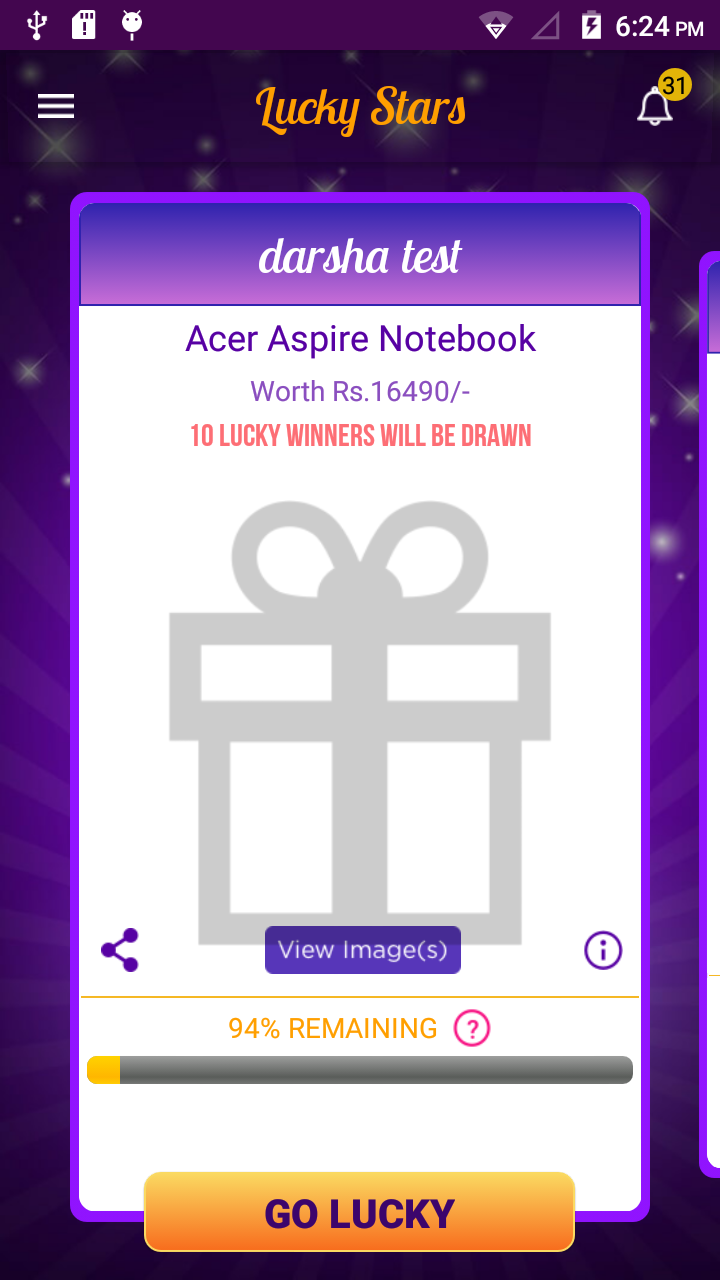 6:24 PM
Lucky Stars
31
darsha test
Acer Aspire Notebook
Worth Rs.16490/-
10 LUCKY WINNERS WILL BE DRAWN
View Image(s)
94% REMAINING ?
GO LUCKY